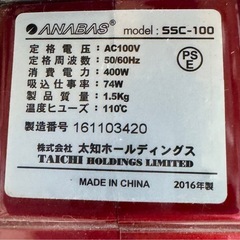 ANABAS model : SSC-100
定格電圧：AC100V
定格周波数：50/60Hz
消費電力：400W
吸込仕事率：74W
製品質量：1.5Kg
温度ヒューズ：110℃
PSE
製造番号 161103420
株式会社 太知ホールディングス
TAICHI HOLDINGS LIMITED
MADE IN CHINA 2016年製